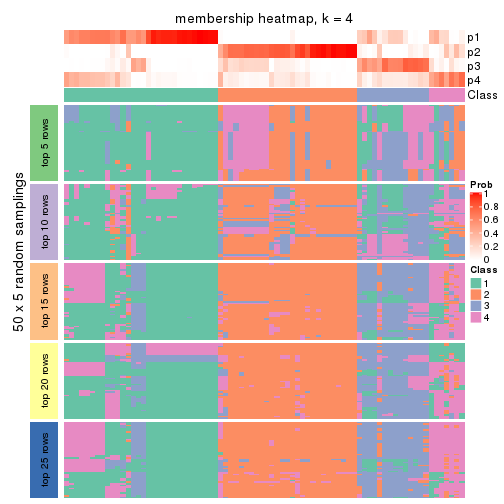 membership heatmap, k = 4
p1
p2
p3
p4
Class
50 x 5 random samplings
top 5 rows
top 10 rows
top 15 rows
top 20 rows
top 25 rows
Prob
1
0.8
0.6
0.4
0.2
0
Class
1
2
3
4